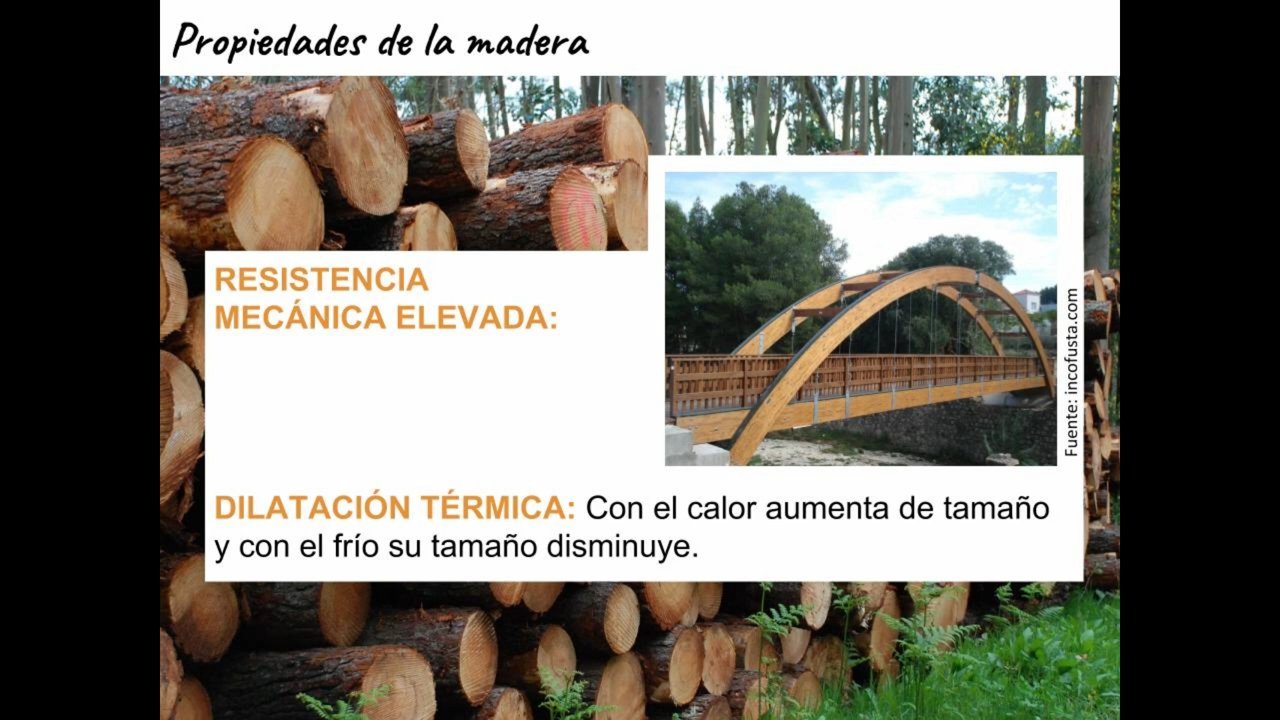 Propiedades de la madera
RESISTENCIA
MECÁNICA ELEVADA:
Fuente: incofusta.com
DILATACIÓN TÉRMICA: Con el calor aumenta de tamaño
y con el frío su tamaño disminuye.